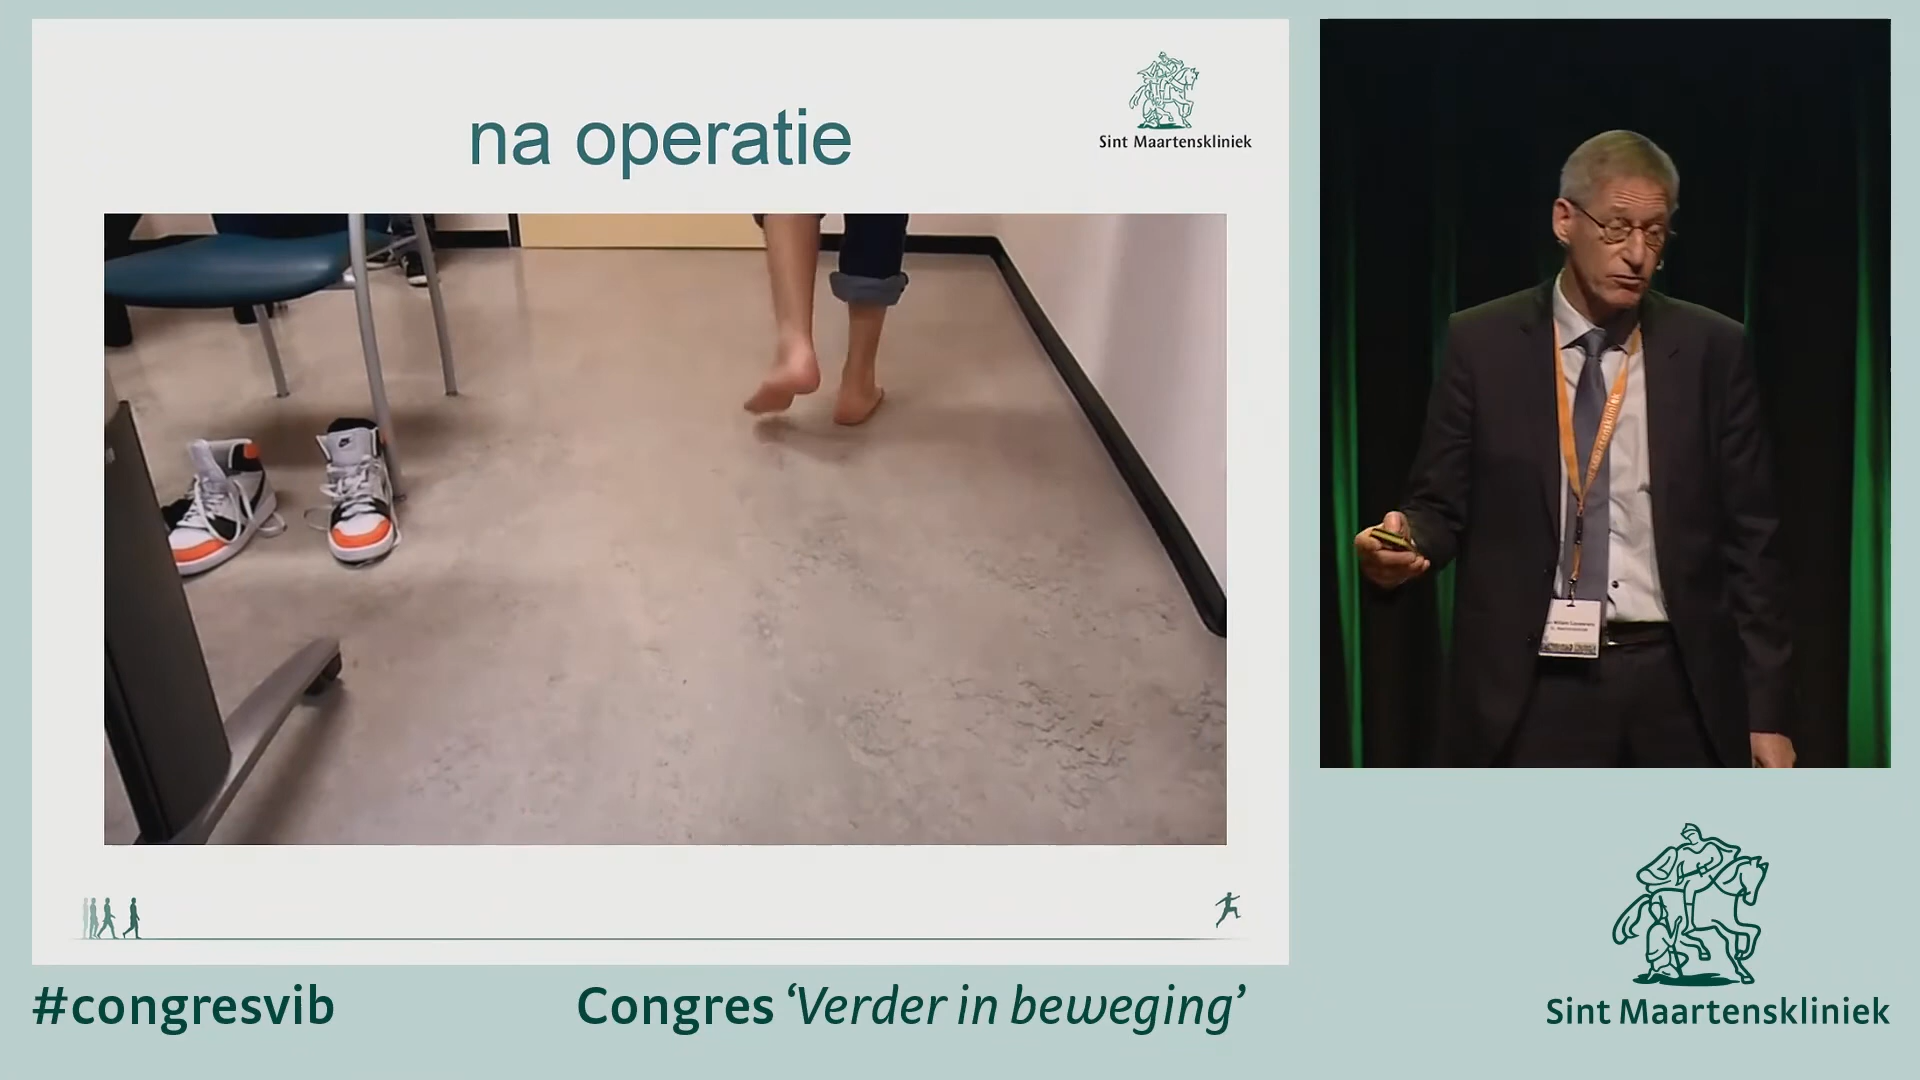 na operatie
Sint Maartenskliniek
#congresvib
Congres ‘Verder in beweging’
Sint Maartenskliniek